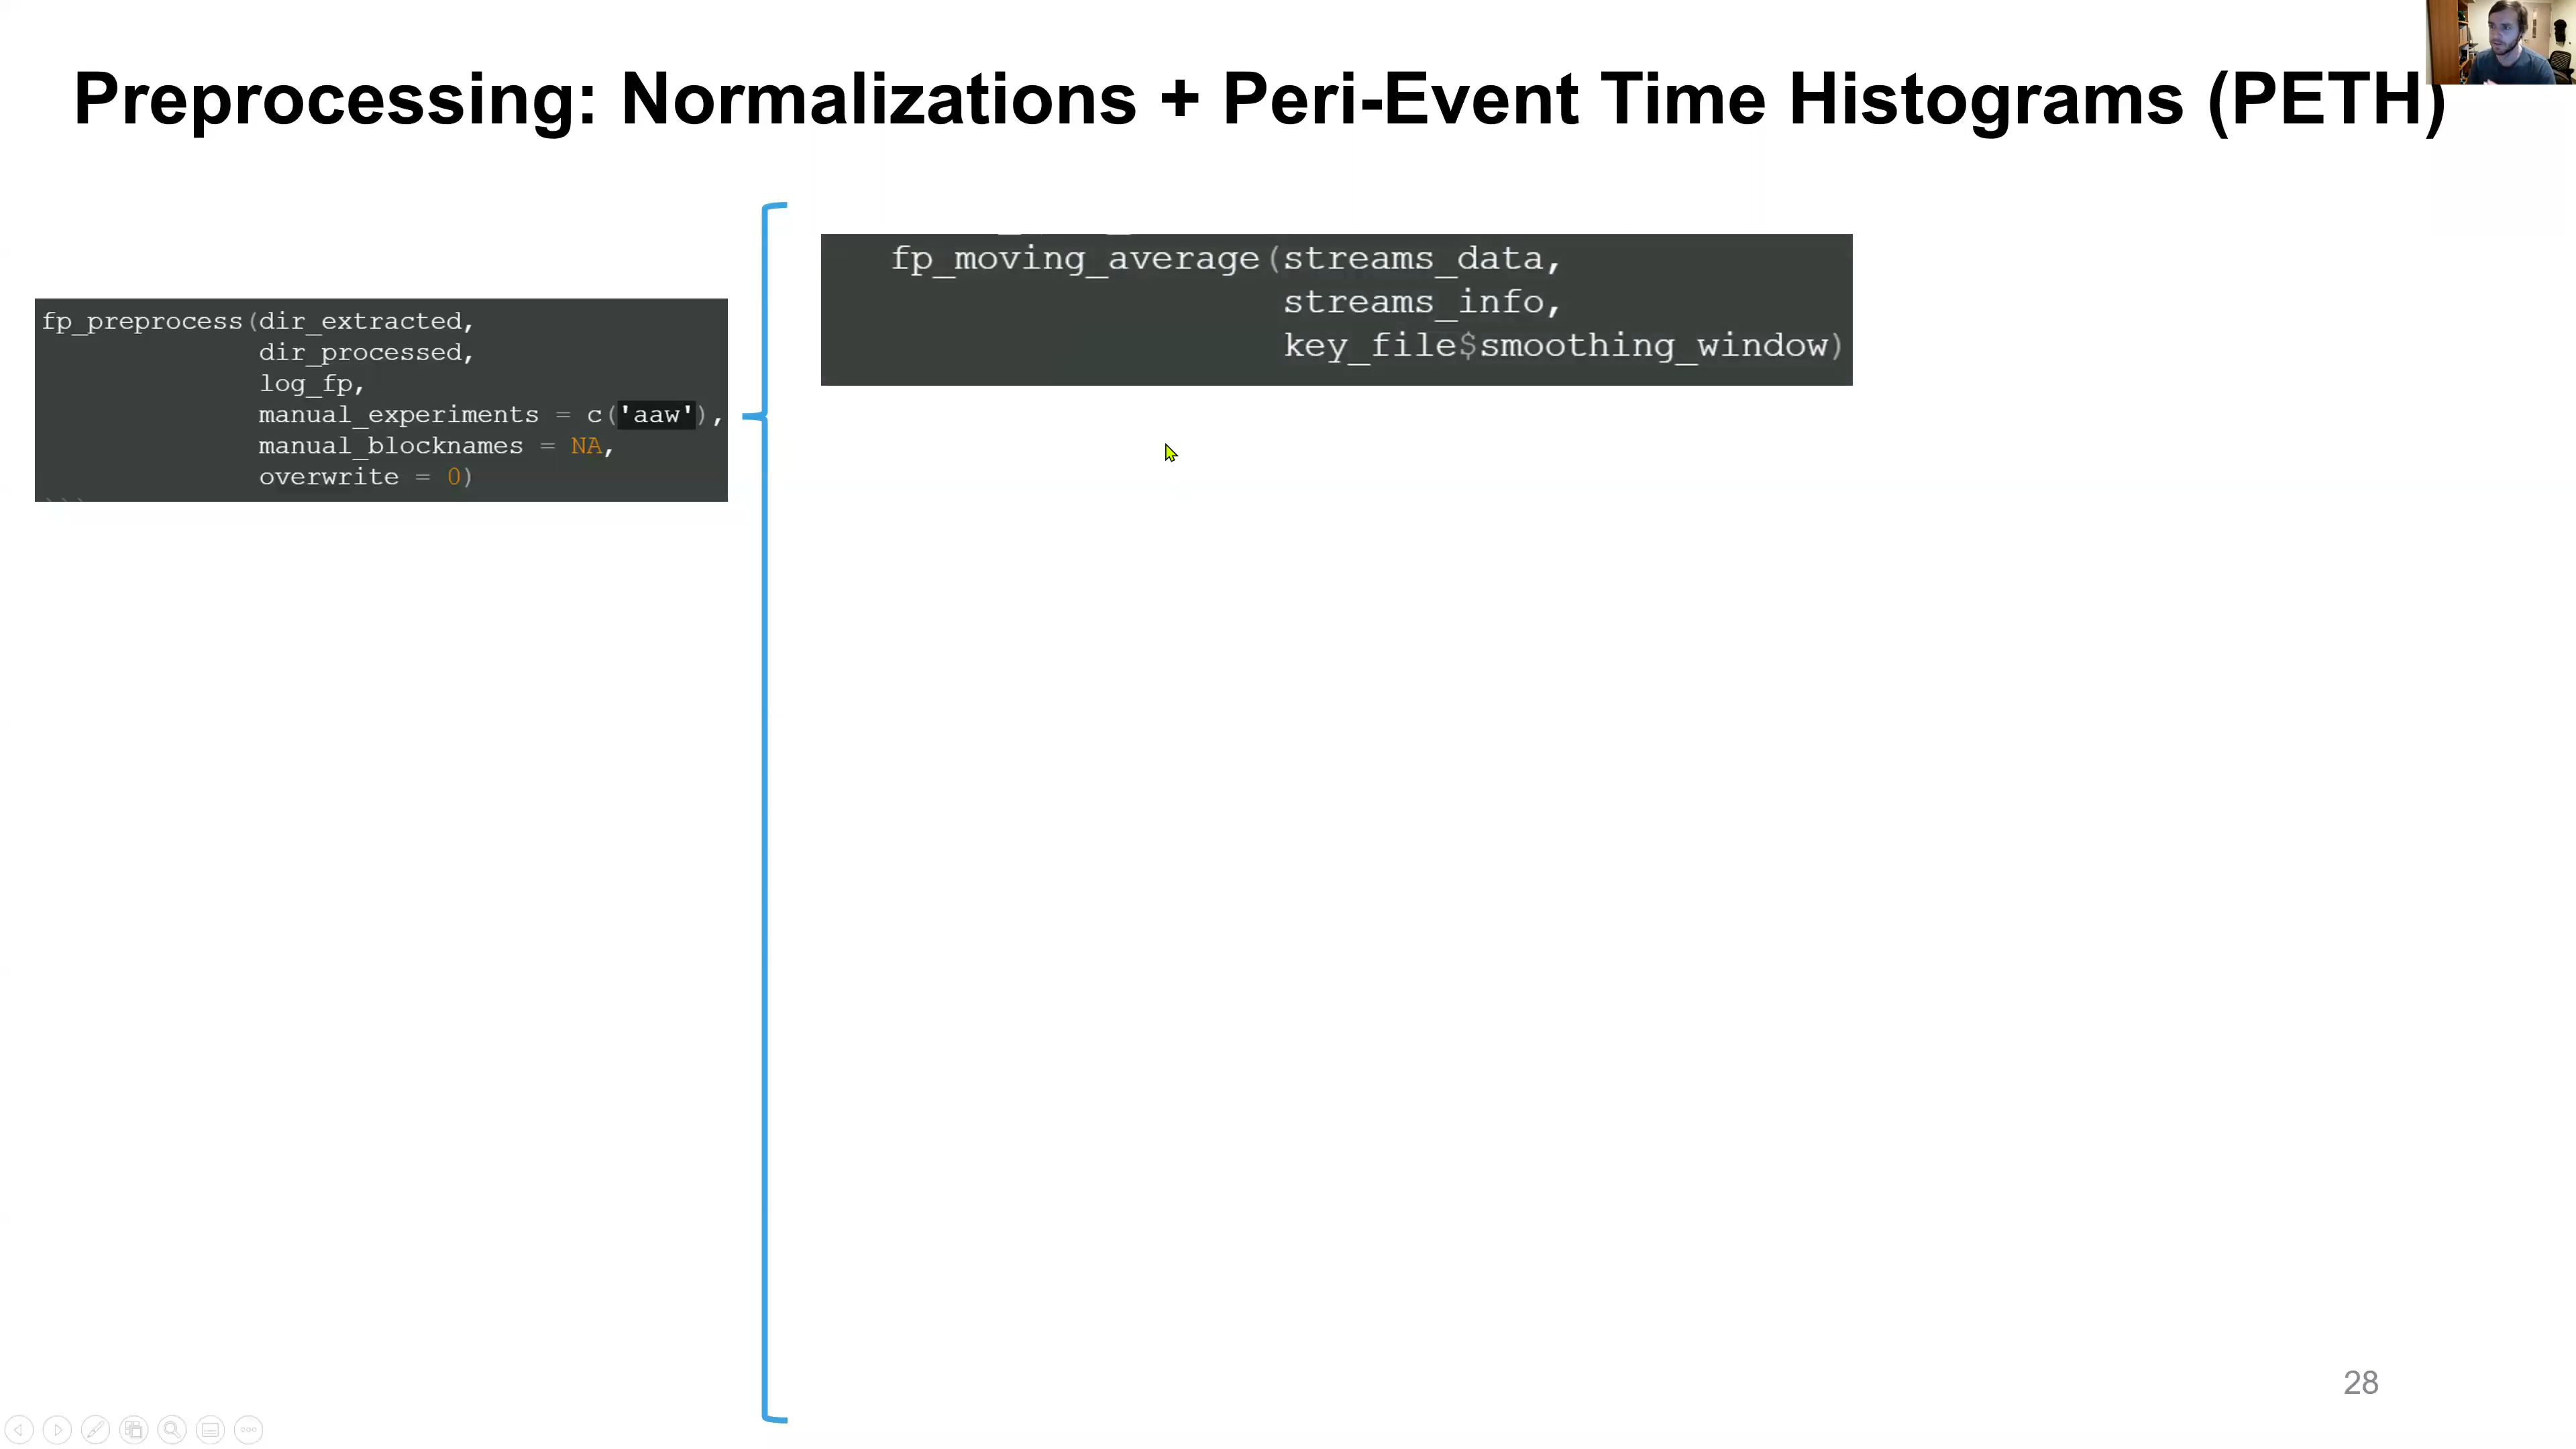 Preprocessing: Normalizations + Peri-Event Time Histograms (PETH)
fp_preprocess(dir_extracted,
dir_processed,
log_fp,
manual_experiments = c('aaw'),
manual_blocknames = NA,
overwrite = 0)
fp_moving_average(streams_data,
streams_info,
key_file$smoothing_window)
28